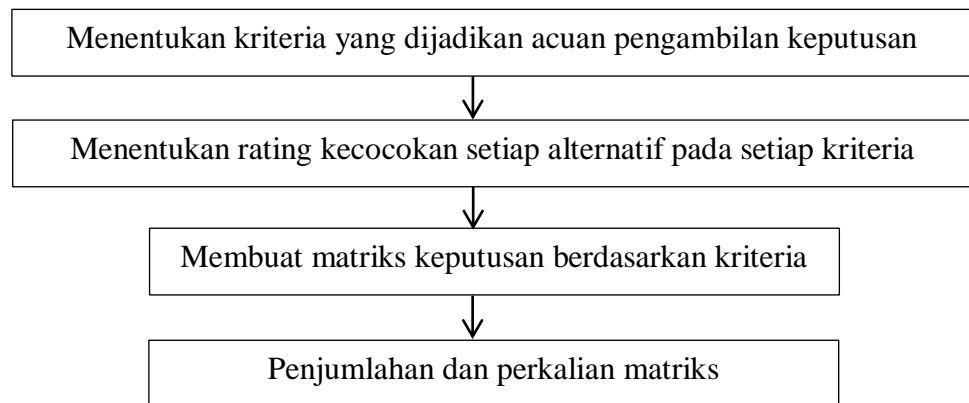 Menentukan kriteria yang dijadikan acuan pengambilan keputusan
Menentukan rating kecocokan setiap alternatif pada setiap kriteria
Membuat matriks keputusan berdasarkan kriteria
Penjumlahan dan perkalian matriks